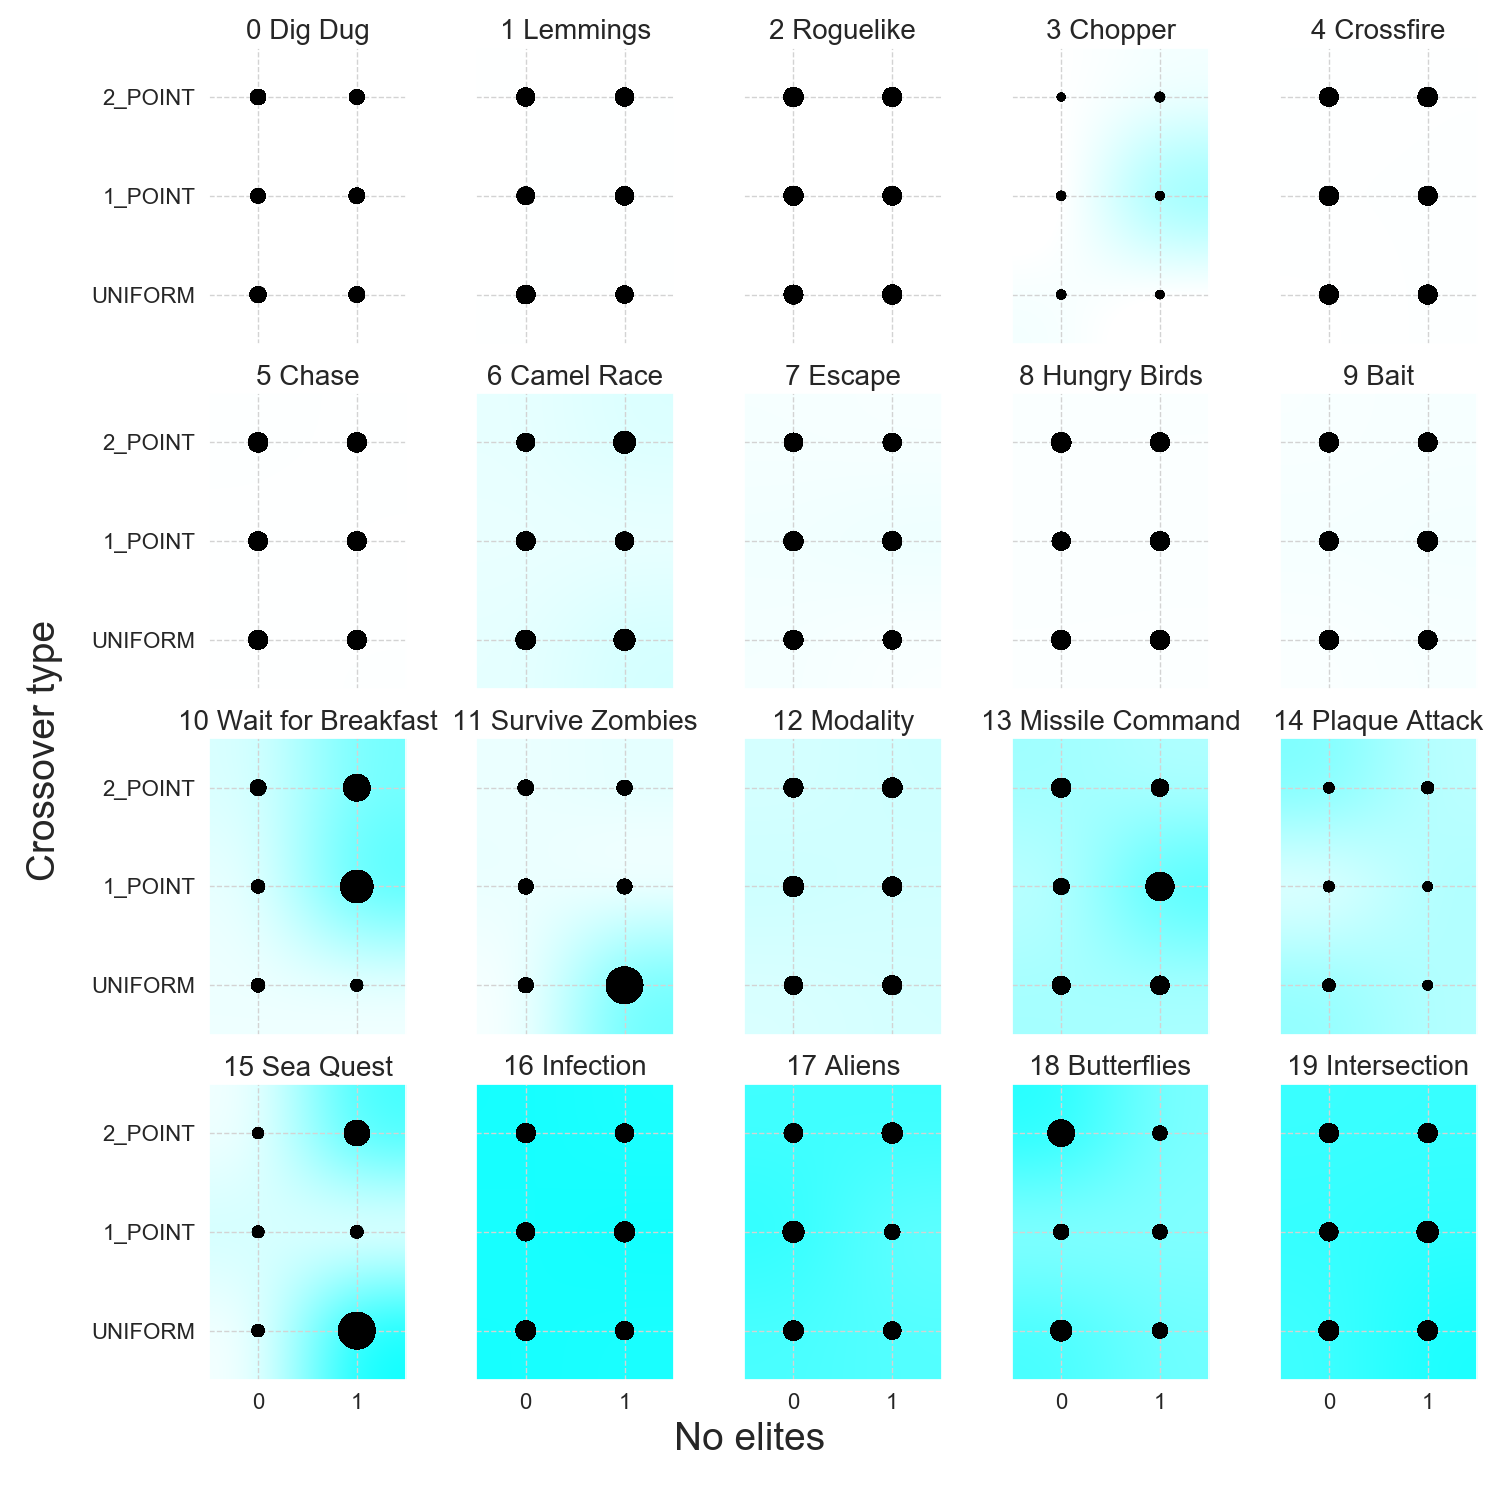 0 Dig Dug
1 Lemmings
2 Roguelike
3 Chopper
4 Crossfire
2_POINT
1_POINT
UNIFORM
5 Chase
6 Camel Race
7 Escape
8 Hungry Birds
9 Bait
2_POINT
1_POINT
UNIFORM
Crossover type
10 Wait for Breakfast
11 Survive Zombies
12 Modality
13 Missile Command
14 Plaque Attack
2_POINT
1_POINT
UNIFORM
15 Sea Quest
16 Infection
17 Aliens
18 Butterflies
19 Intersection
2_POINT
1_POINT
UNIFORM
0 1 0 1 0 1 0 1 0 1
No elites